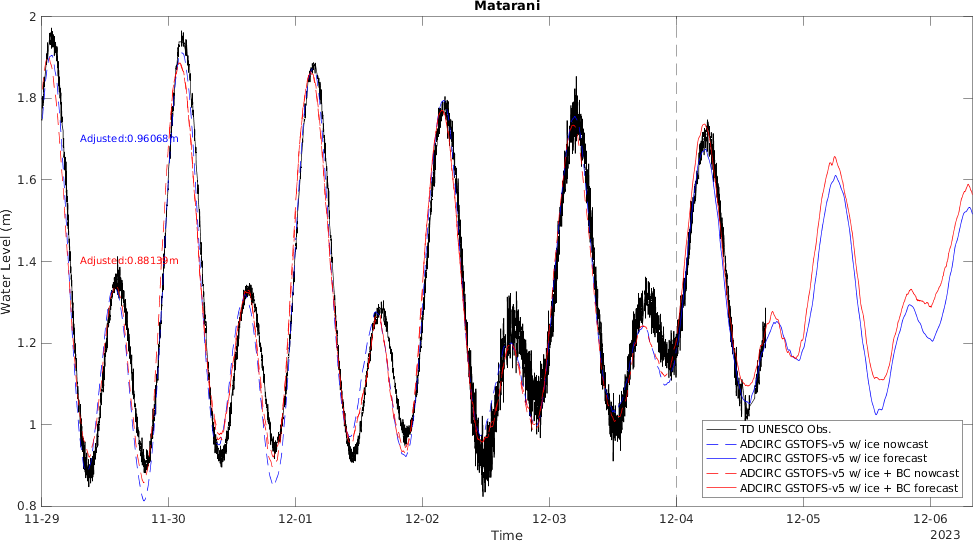 Matarani
2
1.8
1.6
1.4
1.2
1
0.8
Water Level (m)
Adjusted:0.96068m
Adjusted:0.88139m
TD UNESCO Obs.
ADCIRC GSTOFS-v5 w/ ice nowcast
ADCIRC GSTOFS-v5 w/ ice forecast
ADCIRC GSTOFS-v5 w/ ice + BC nowcast
ADCIRC GSTOFS-v5 w/ ice + BC forecast
11-29 11-30 12-01 12-02 12-03 12-04 12-05 12-06
Time
2023